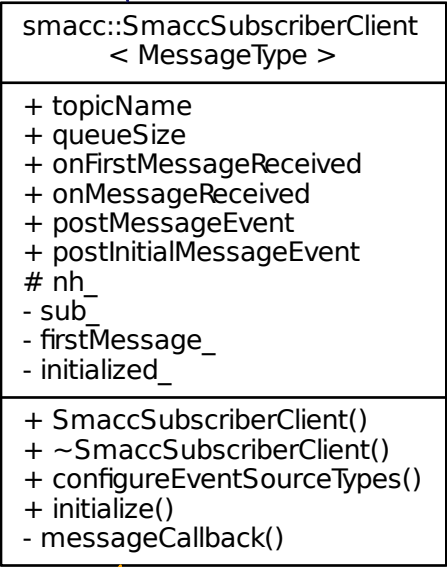 smacc::SmaccSubscriberClient
< MessageType >
+ topicName
+ queueSize
+ onFirstMessageReceived
+ onMessageReceived
+ postMessageEvent
+ postInitialMessageEvent
# nh_
- sub_
- firstMessage_
- initialized_
+ SmaccSubscriberClient()
+ ~SmaccSubscriberClient()
+ configureEventSourceTypes()
+ initialize()
- messageCallback()